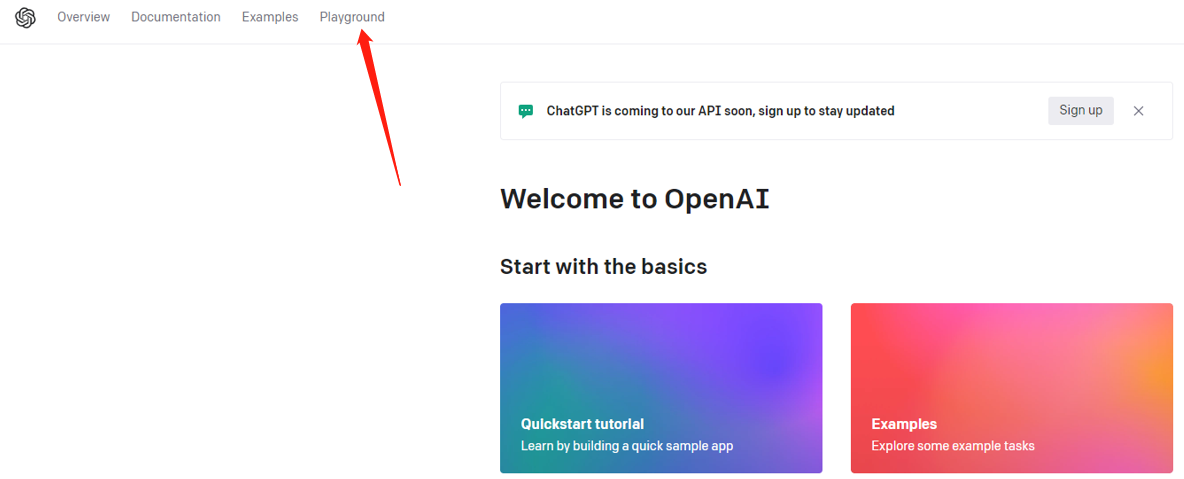 Overview Documentation Examples Playground
ChatGPT is coming to our API soon, sign up to stay updated
Sign up
Welcome to OpenAI
Start with the basics
Quickstart tutorial
Learn by building a quick sample app
Examples
Explore some example tasks